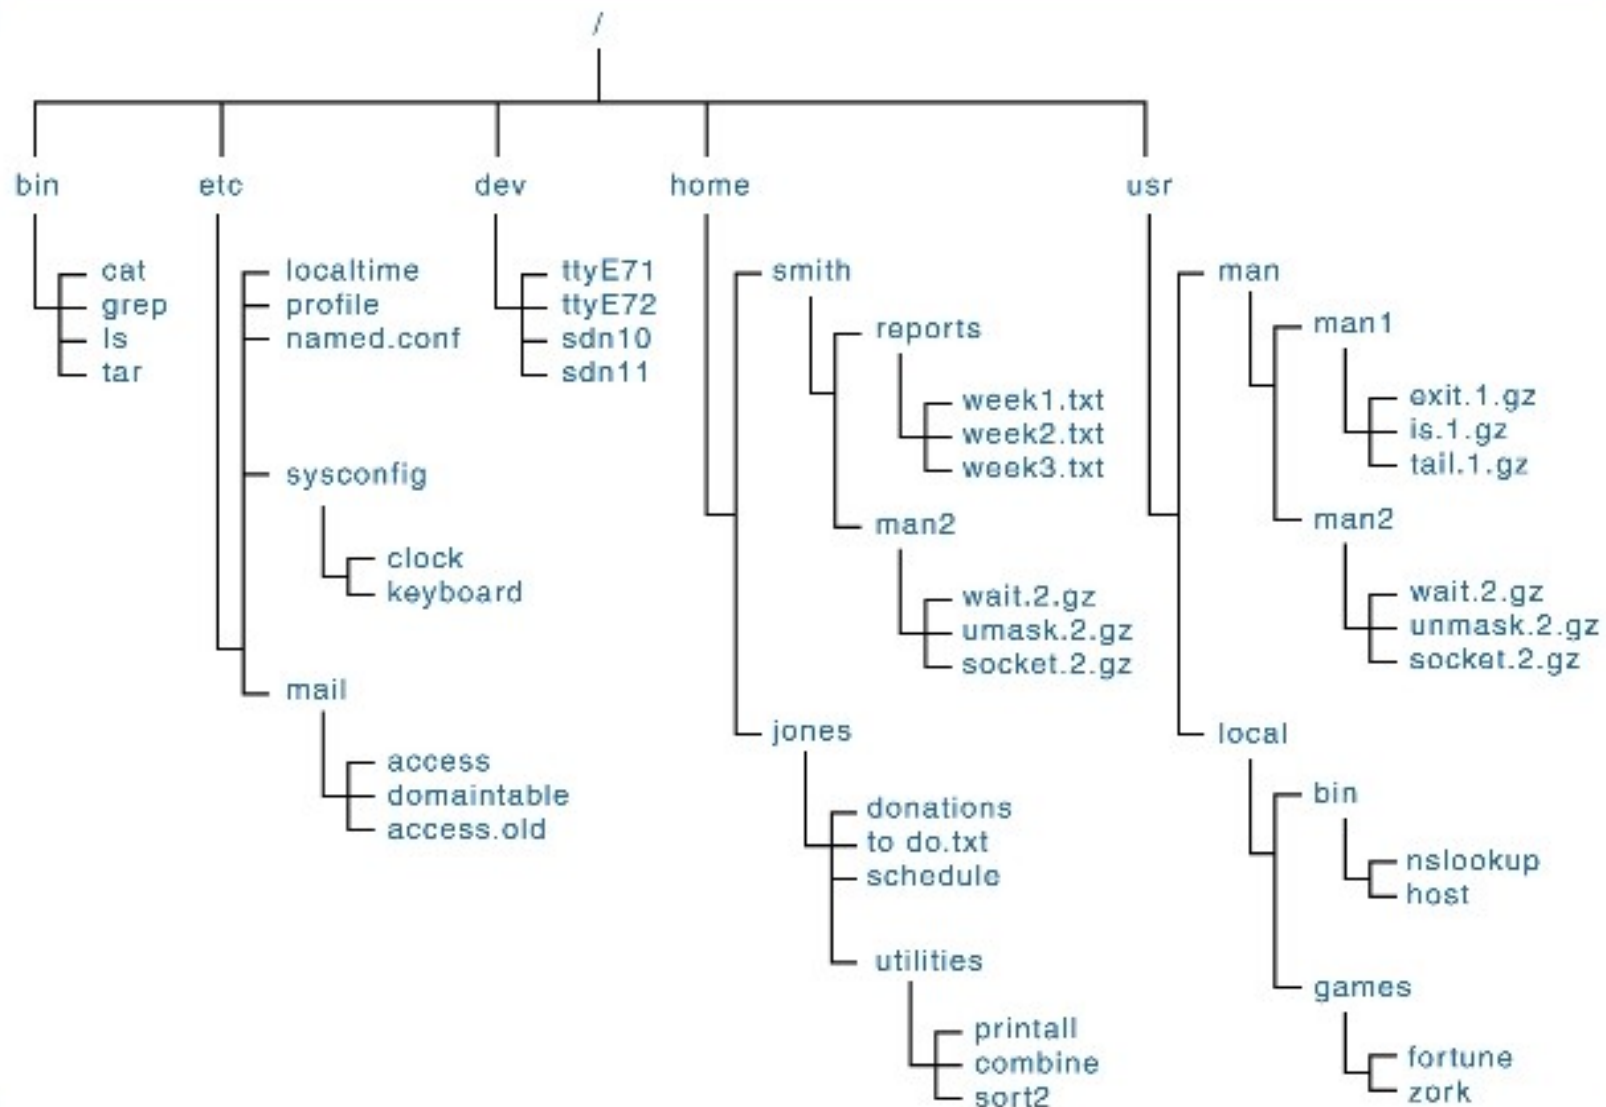 /
bin
etc
dev
home
usr
cat
grep
ls
tar
localtime
profile
named.conf
sysconfig
clock
keyboard
mail
access
domaintable
access.old
ttyE71
ttyE72
sdn10
sdn11
smith
reports
week1.txt
week2.txt
week3.txt
man2
wait.2.gz
umask.2.gz
socket.2.gz
jones
donations
to do.txt
schedule
utilities
printall
combine
sort2
man
man1
exit.1.gz
is.1.gz
tail.1.gz
man2
wait.2.gz
unmask.2.gz
socket.2.gz
local
bin
nslookup
host
games
fortune
zork